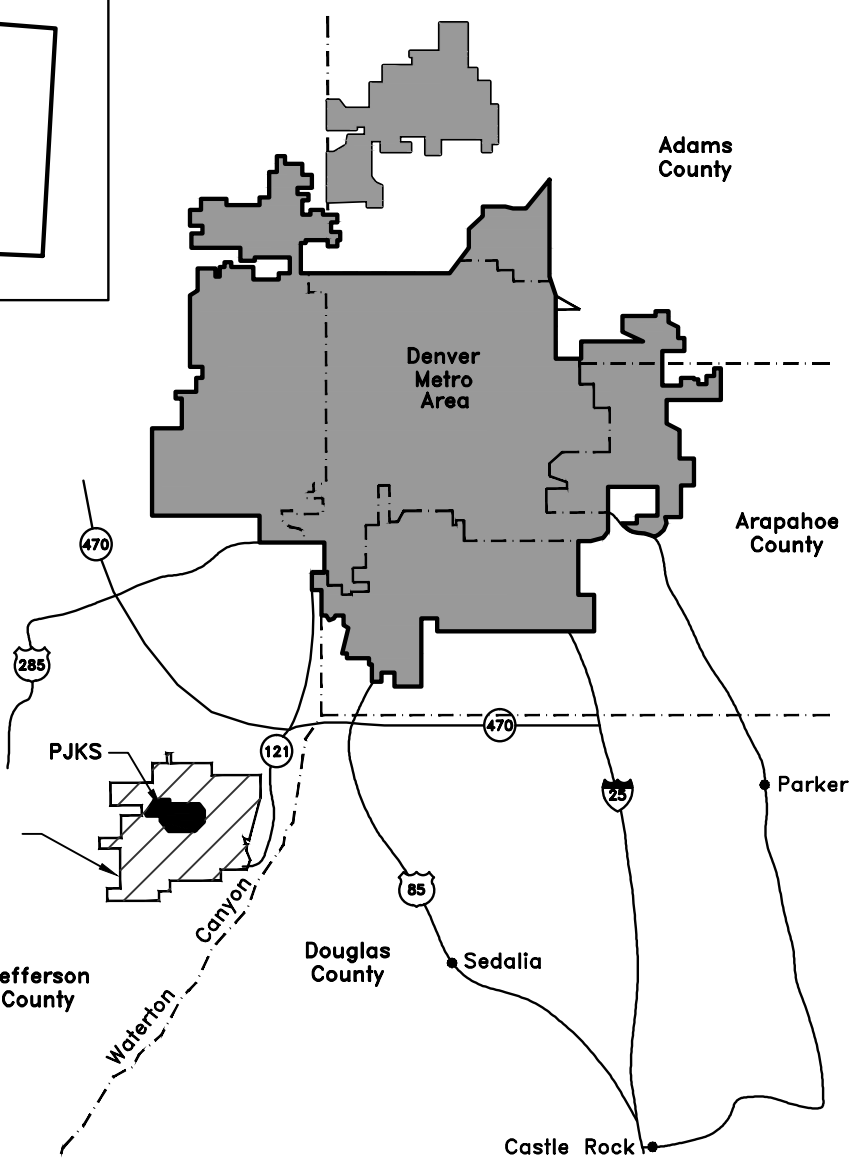 Adams
County
Denver
Metro
Area
Arapahoe
County
470
285
470
121
PJKS
25
Parker
85
Canyon
Douglas
County
Sedalia
efferson
County
Waterton
Castle Rock